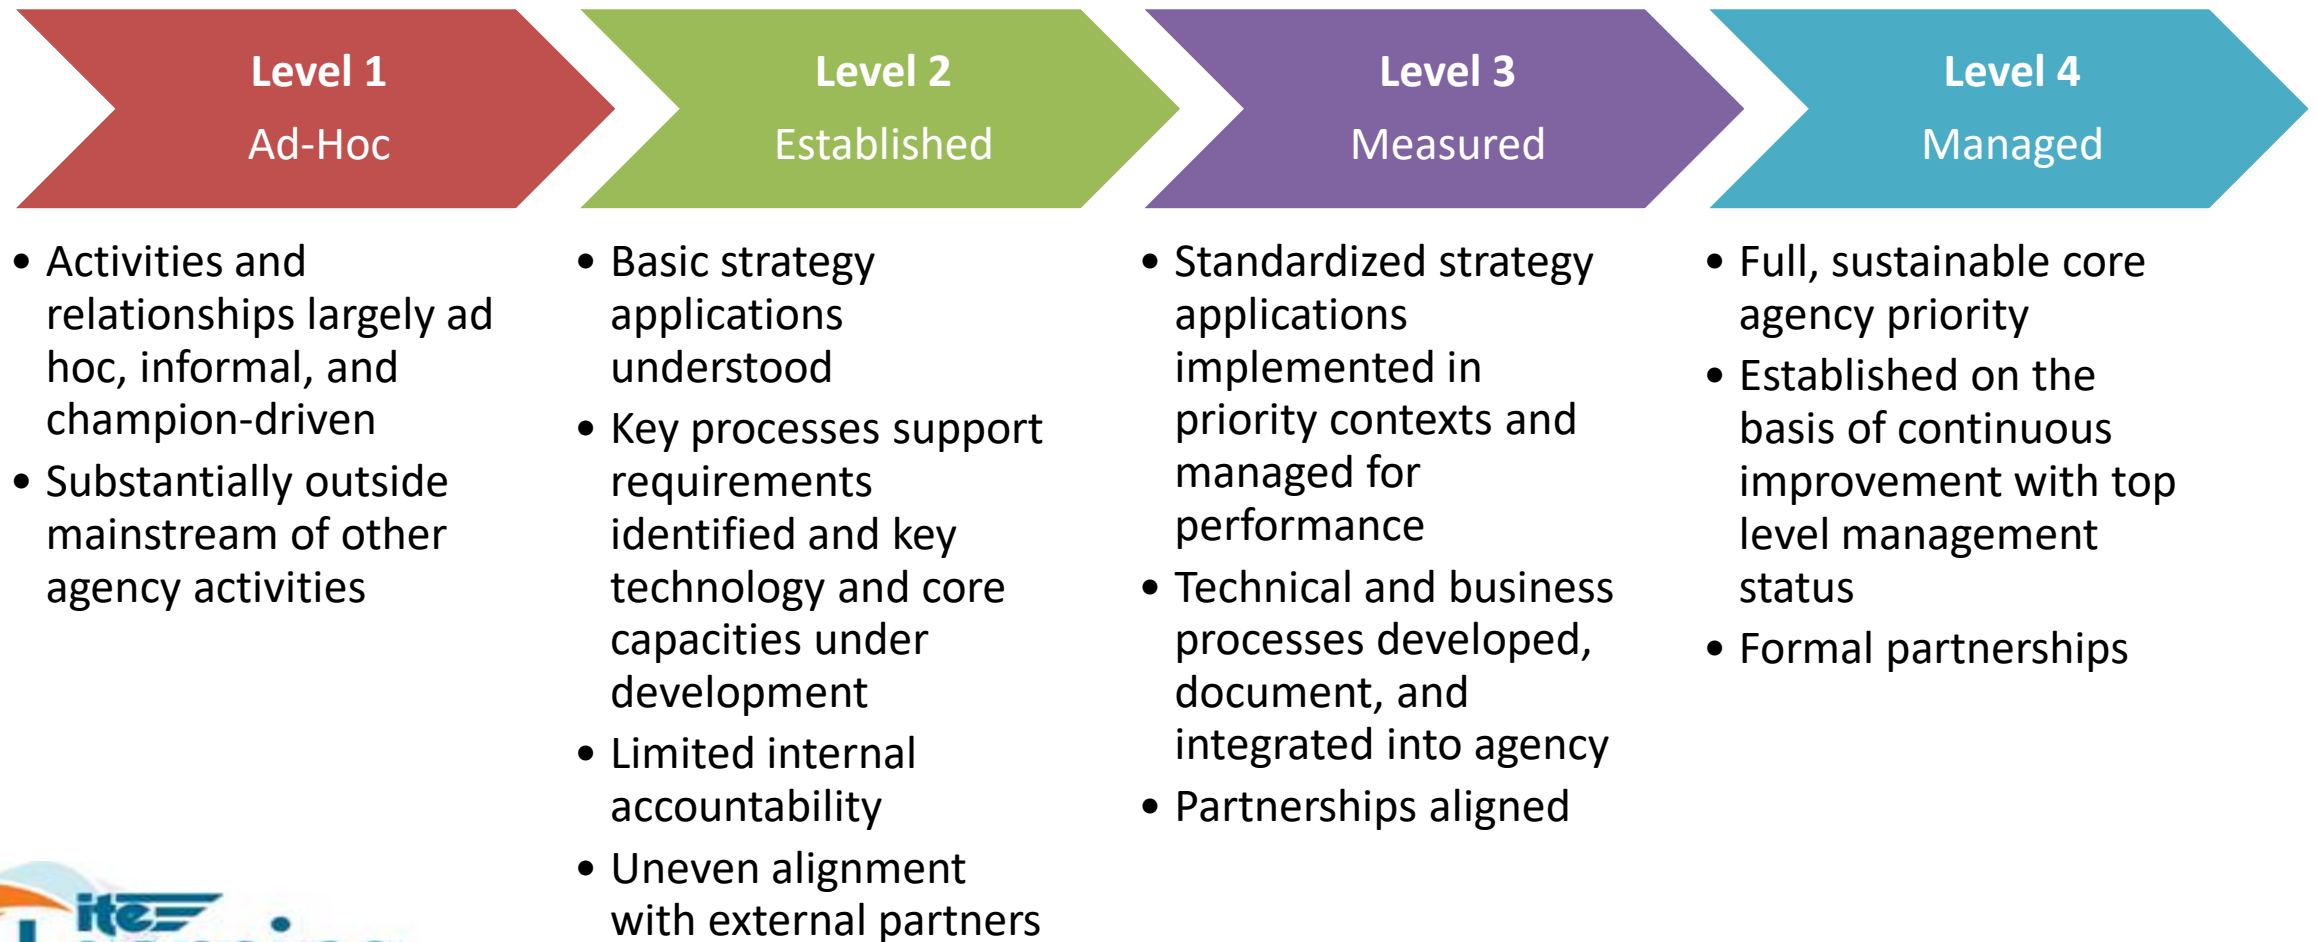 Level 1
Ad-Hoc
• Activities and
relationships largely ad
hoc, informal, and
champion-driven
• Substantially outside
mainstream of other
agency activities
Level 2
Established
• Basic strategy
applications
understood
• Key processes support
requirements
identified and key
technology and core
capacities under
development
• Limited internal
accountability
• Uneven alignment
with external partners
Level 3
Measured
• Standardized strategy
applications
implemented in
priority contexts and
managed for
performance
• Technical and business
processes developed,
document, and
integrated into agency
• Partnerships aligned
Level 4
Managed
• Full, sustainable core
agency priority
• Established on the
basis of continuous
improvement with top
level management
status
• Formal partnerships
ite